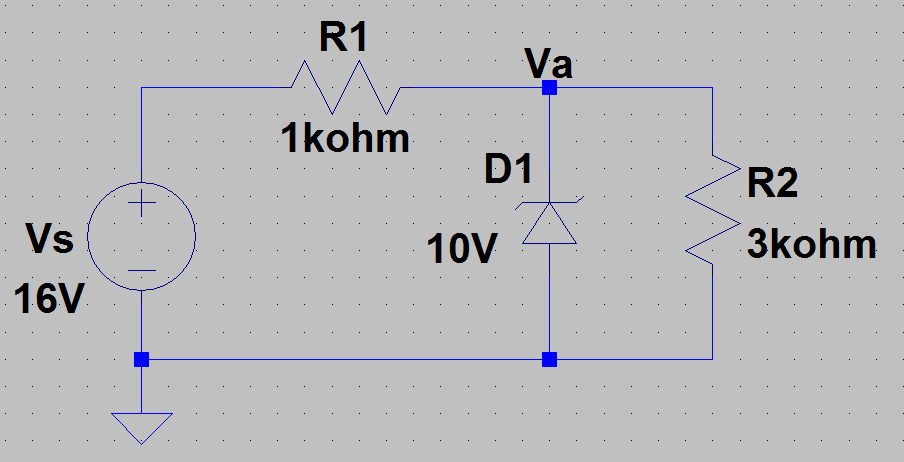 R1
Va
1kohm
D1
R2
Vs
10V
3kohm
16V